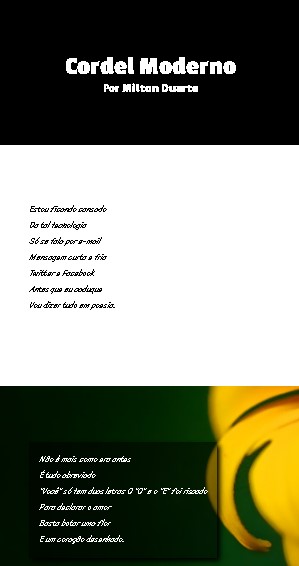 Cordel Moderno
Por Milton Duarte
Estou ficando cansado
Da tal tecnologia
Só se fala por e-mail
Mensagem curta e fria
Twitter e Facebook
Antes que eu caduque
Vou dizer tudo em poesia.
Não é mais como era antes
É tudo abreviado
"Você" só tem duas letras O "O" e o "E" foi riscado
Para declarar o amor
Basta botar uma flor
E um coração desenhado.